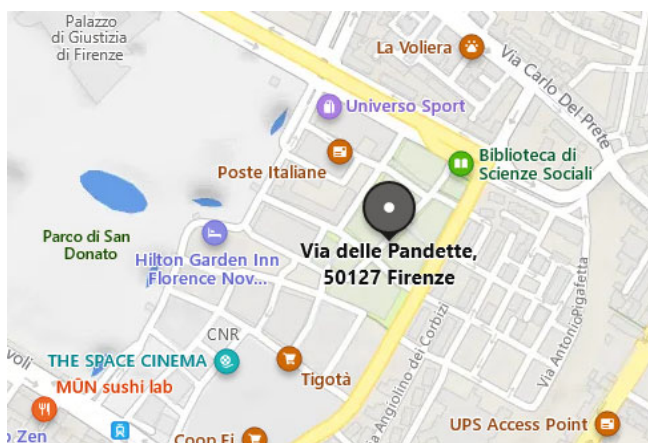 Palazzo
di Giustizia
di Firenze
La Voliera
Via Carlo Del Prete
Universo Sport
Poste Italiane
Biblioteca di
Scienze Sociali
Parco di San
Donato
Hilton Garden Inn
Florence Nov...
Via delle Pandette,
50127 Firenze
Via Antonio Pigafetta
CNR
THE SPACE CINEMA
MŪN sushi lab
Tigotà
Via Angiolino dei Corbizi
UPS Access Point
Zen
Coop Fi